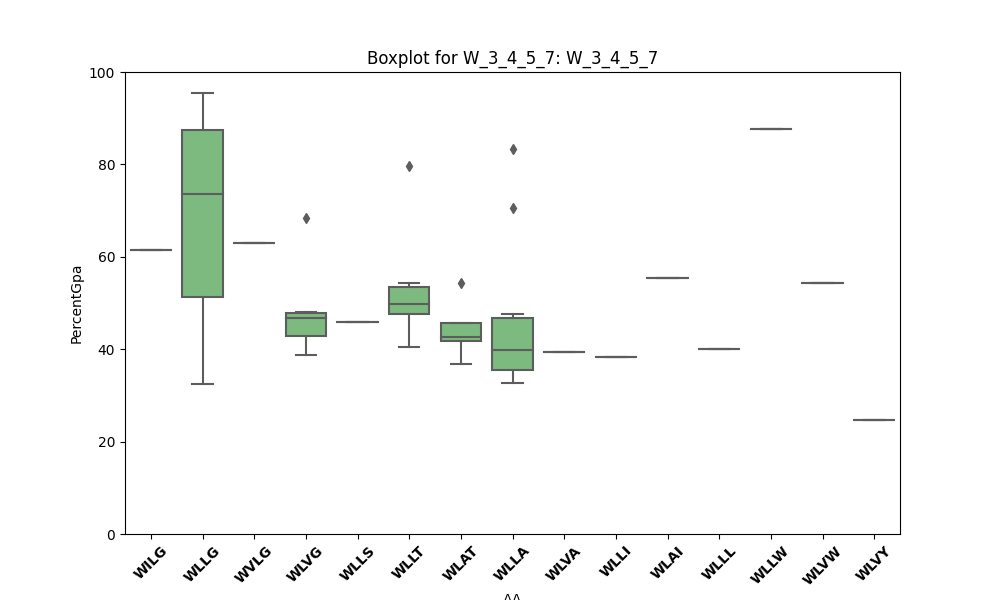 Boxplot for W_3_4_5_7: W_3_4_5_7
100
80
60
40
20
0
PercentGpa
WILG WLLG WVLG WLVG WLLS WLLT WLAT WLLA WLVA WLLI WLAI WLLL WLLW WLVW WLVY
AA